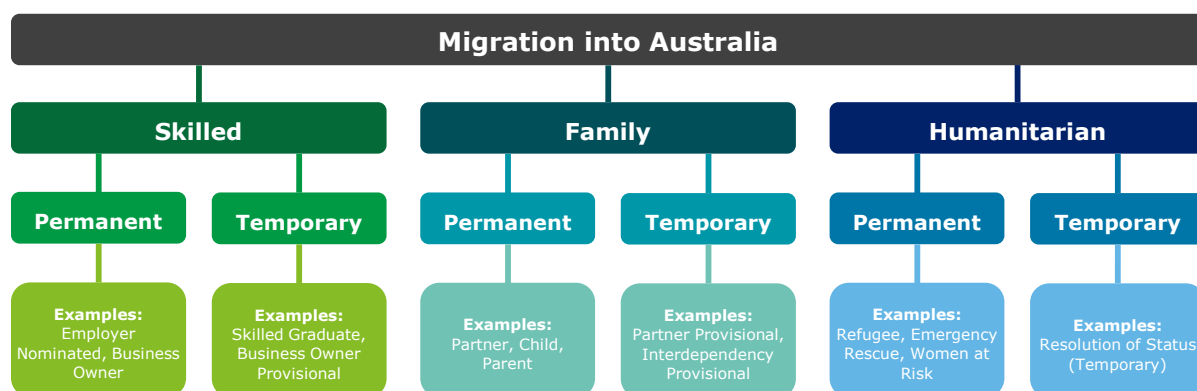 Migration into Australia
Skilled
Family
Humanitarian
Permanent
Temporary
Permanent
Temporary
Permanent
Temporary
Examples:
Employer
Nominated, Business
Owner
Examples:
Skilled Graduate,
Business Owner
Provisional
Examples:
Partner, Child,
Parent
Examples:
Partner Provisional,
Interdependency
Provisional
Examples:
Refugee, Emergency
Rescue, Women at
Risk
Examples:
Resolution of Status
(Temporary)